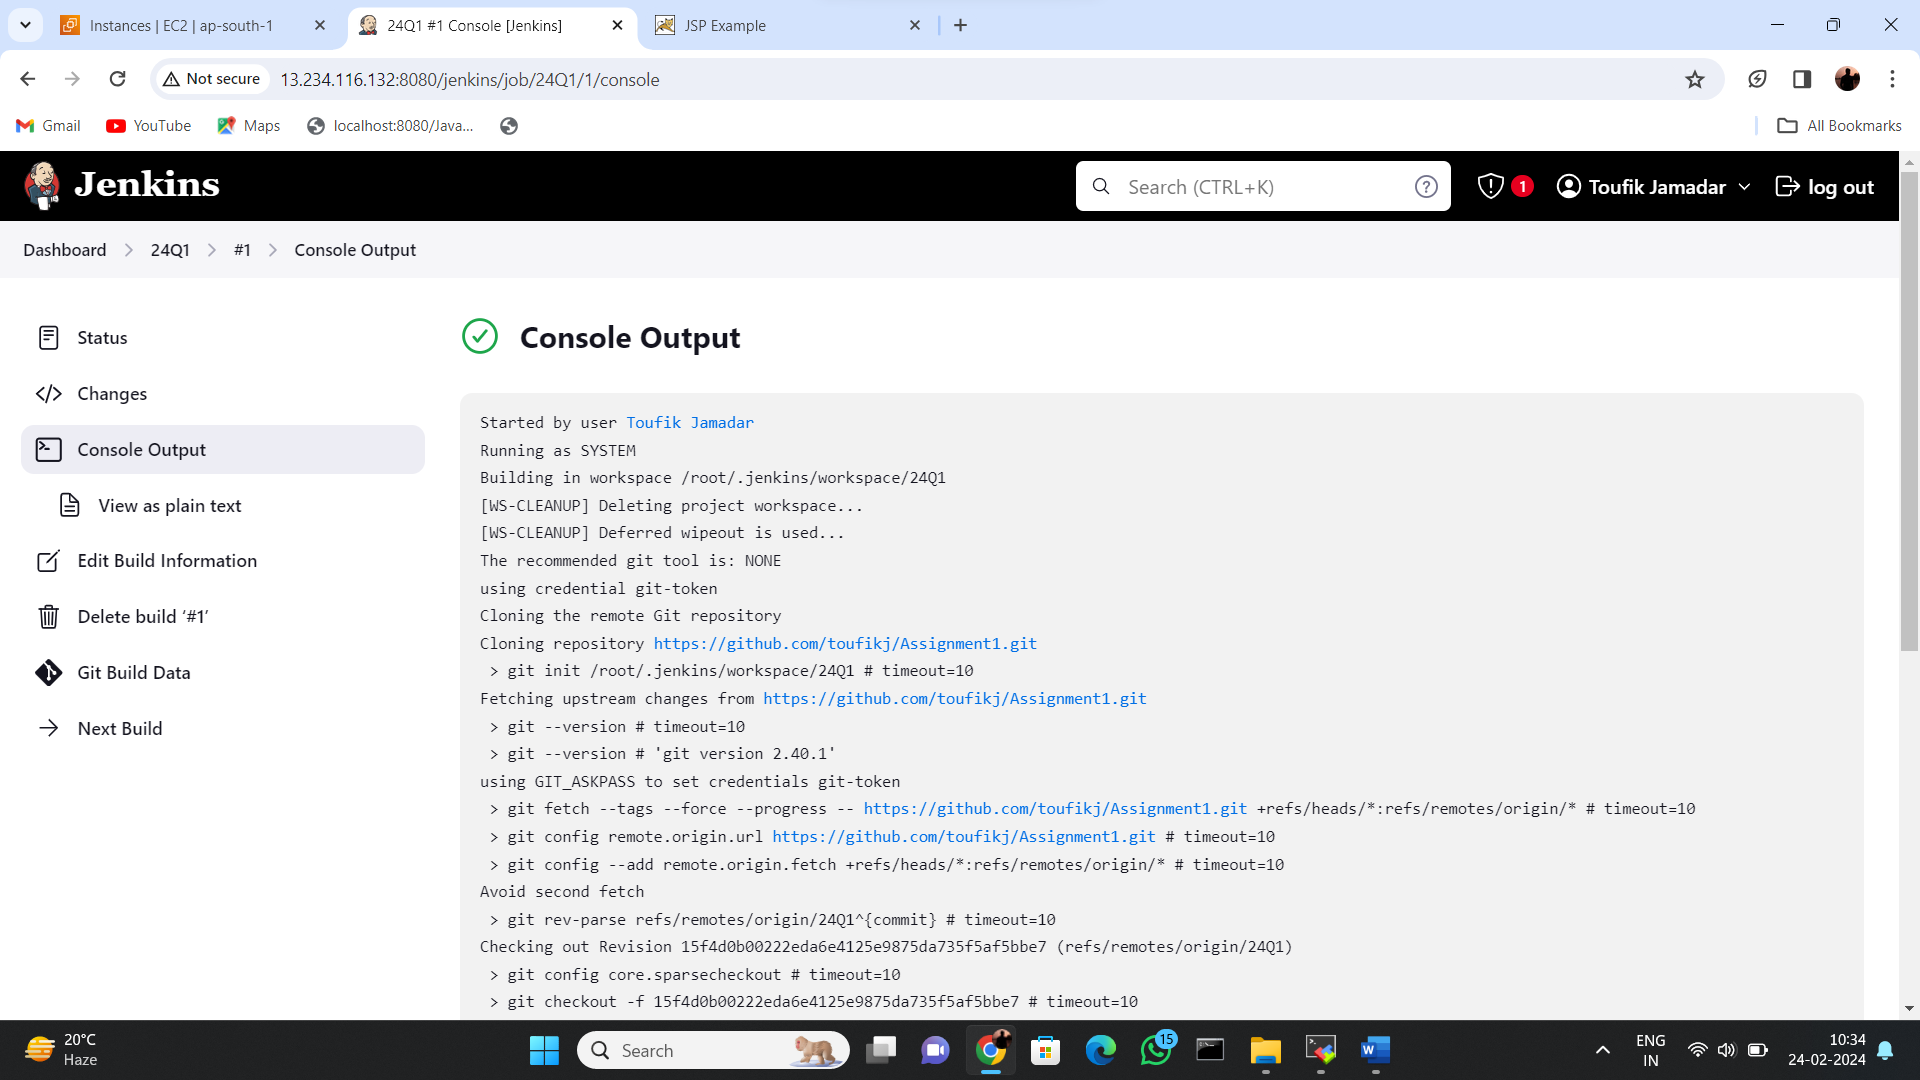 Instances | EC2 | ap-south-1
24Q1 #1 Console [Jenkins]
JSP Example
Not secure
13.234.116.132:8080/jenkins/job/24Q1/1/console
Gmail
YouTube
Maps
localhost:8080/Java...
All Bookmarks
Jenkins
Search (CTRL+K)
1
Toufik Jamadar
log out
Dashboard
24Q1
#1
Console Output
Status
Changes
Console Output
View as plain text
Edit Build Information
Delete build ‘#1’
Git Build Data
Next Build
Console Output
Started by user Toufik Jamadar
Running as SYSTEM
Building in workspace /root/.jenkins/workspace/24Q1
[WS-CLEANUP] Deleting project workspace...
[WS-CLEANUP] Deferred wipeout is used...
The recommended git tool is: NONE
using credential git-token
Cloning the remote Git repository
Cloning repository https://github.com/toufikj/Assignment1.git
> git init /root/.jenkins/workspace/24Q1 # timeout=10
Fetching upstream changes from https://github.com/toufikj/Assignment1.git
> git --version # timeout=10
> git --version # 'git version 2.40.1'
using GIT_ASKPASS to set credentials git-token
> git fetch --tags --force --progress -- https://github.com/toufikj/Assignment1.git +refs/heads/*:refs/remotes/origin/* # timeout=10
> git config remote.origin.url https://github.com/toufikj/Assignment1.git # timeout=10
> git config --add remote.origin.fetch +refs/heads/*:refs/remotes/origin/* # timeout=10
Avoid second fetch
> git rev-parse refs/remotes/origin/24Q1^{commit} # timeout=10
Checking out Revision 15f4d0b00222eda6e4125e9875da735f5af5bbe7 (refs/remotes/origin/24Q1)
> git config core.sparsecheckout # timeout=10
> git checkout -f 15f4d0b00222eda6e4125e9875da735f5af5bbe7 # timeout=10
20°C
Haze
Search
15
ENG
IN
10:34
24-02-2024